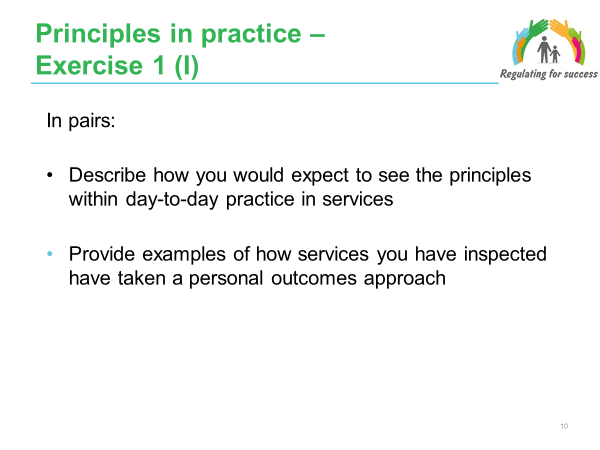 Principles in practice –
Exercise 1 (I)
Regulating for success
In pairs:
• Describe how you would expect to see the principles
within day-to-day practice in services
• Provide examples of how services you have inspected
have taken a personal outcomes approach
10